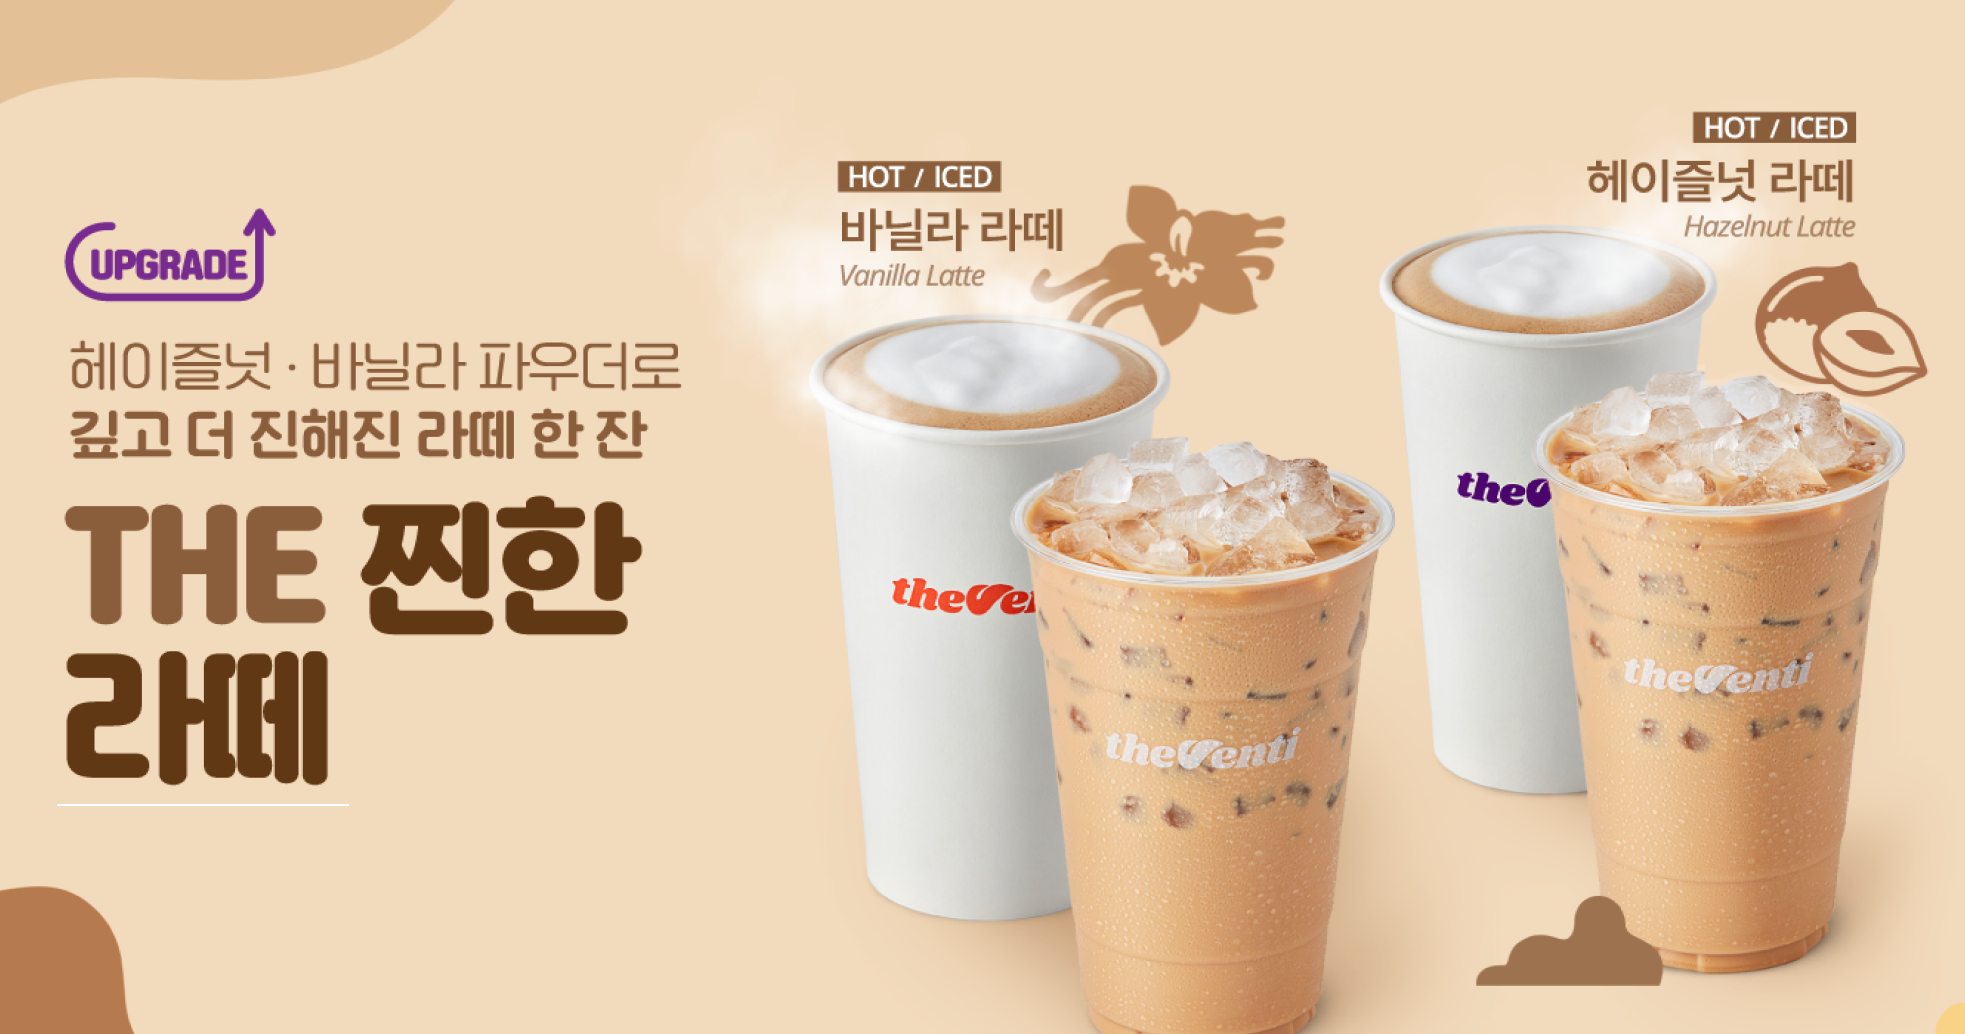 UPGRADE
헤이즐넛 · 바닐라 파우더로
깊고 더 진해진 라떼 한 잔
THE 찐한
라떼
HOT / ICED
바닐라 라떼
Vanilla Latte
HOT / ICED
헤이즐넛 라떼
Hazelnut Latte
theVen
theVenti
theV
theVenti